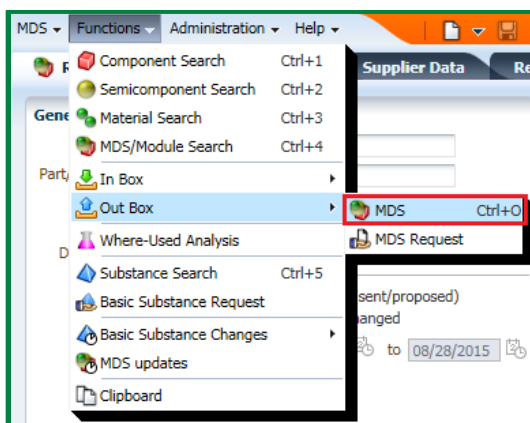 MDS Functions Administration Help
R Supplier Data Re
Component Search Ctrl+1
Semicomponent Search Ctrl+2
Gene Material Search Ctrl+3
MDS/Module Search Ctrl+4
Part/ In Box
Out Box MDS Ctrl+O
Where-Used Analysis MDS Request
D
Substance Search Ctrl+5
Basic Substance Request sent/proposed)
anged
Basic Substance Changes to 08/28/2015
MDS updates
Clipboard